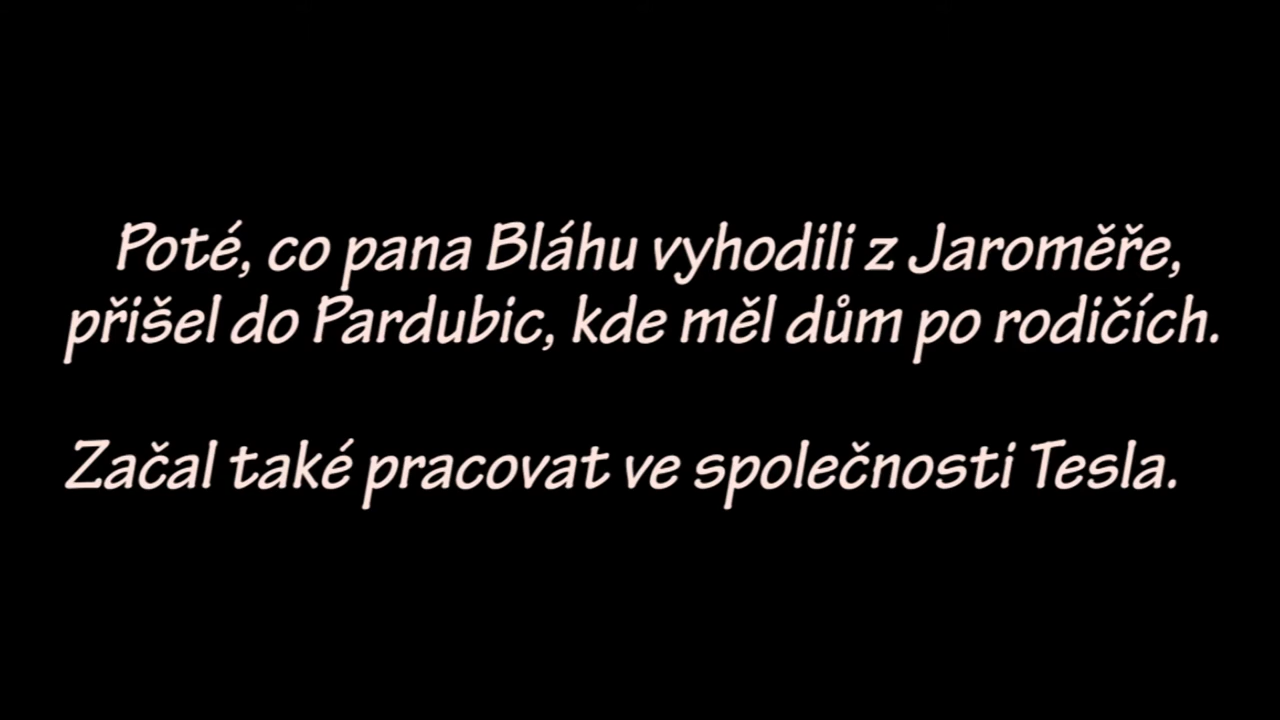 Poté, co pana Bláhu vyhodili z Jaroměře,
přišel do Pardubic, kde měl dům po rodičích.
Začal také pracovat ve společnosti Tesla.